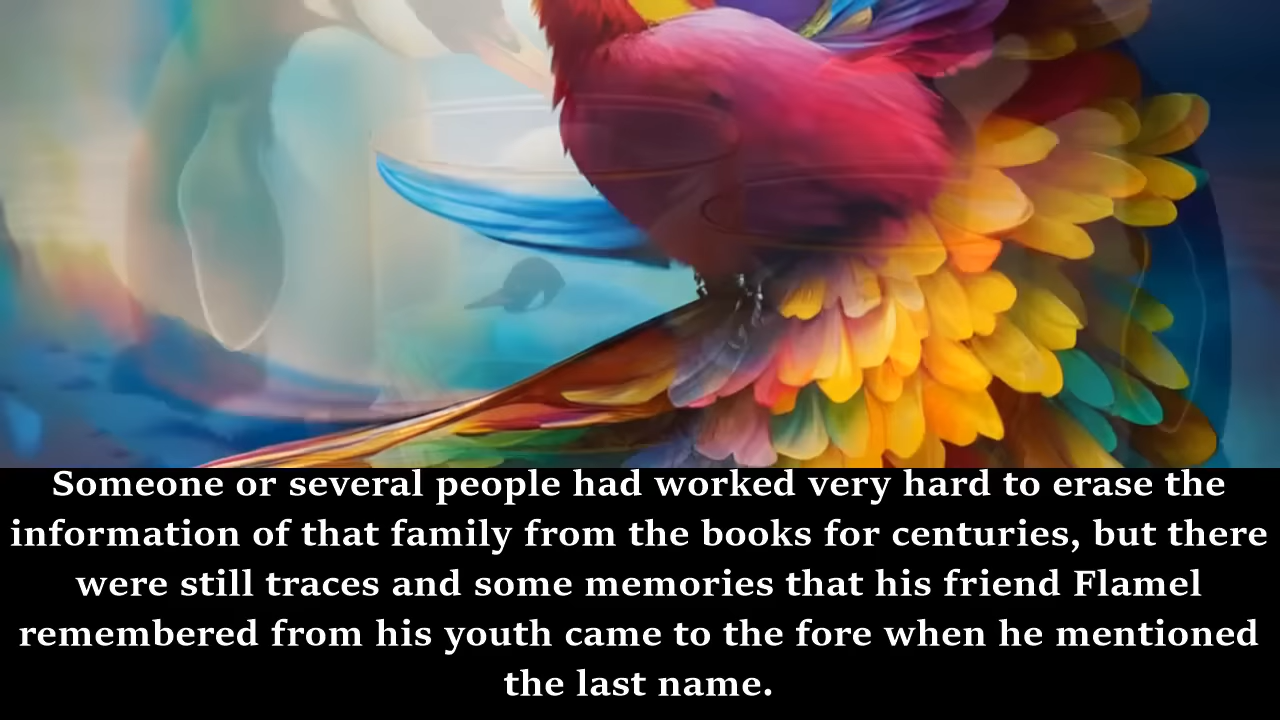 Someone or several people had worked very hard to erase the
information of that family from the books for centuries, but there
were still traces and some memories that his friend Flamel
remembered from his youth came to the fore when he mentioned
the last name.